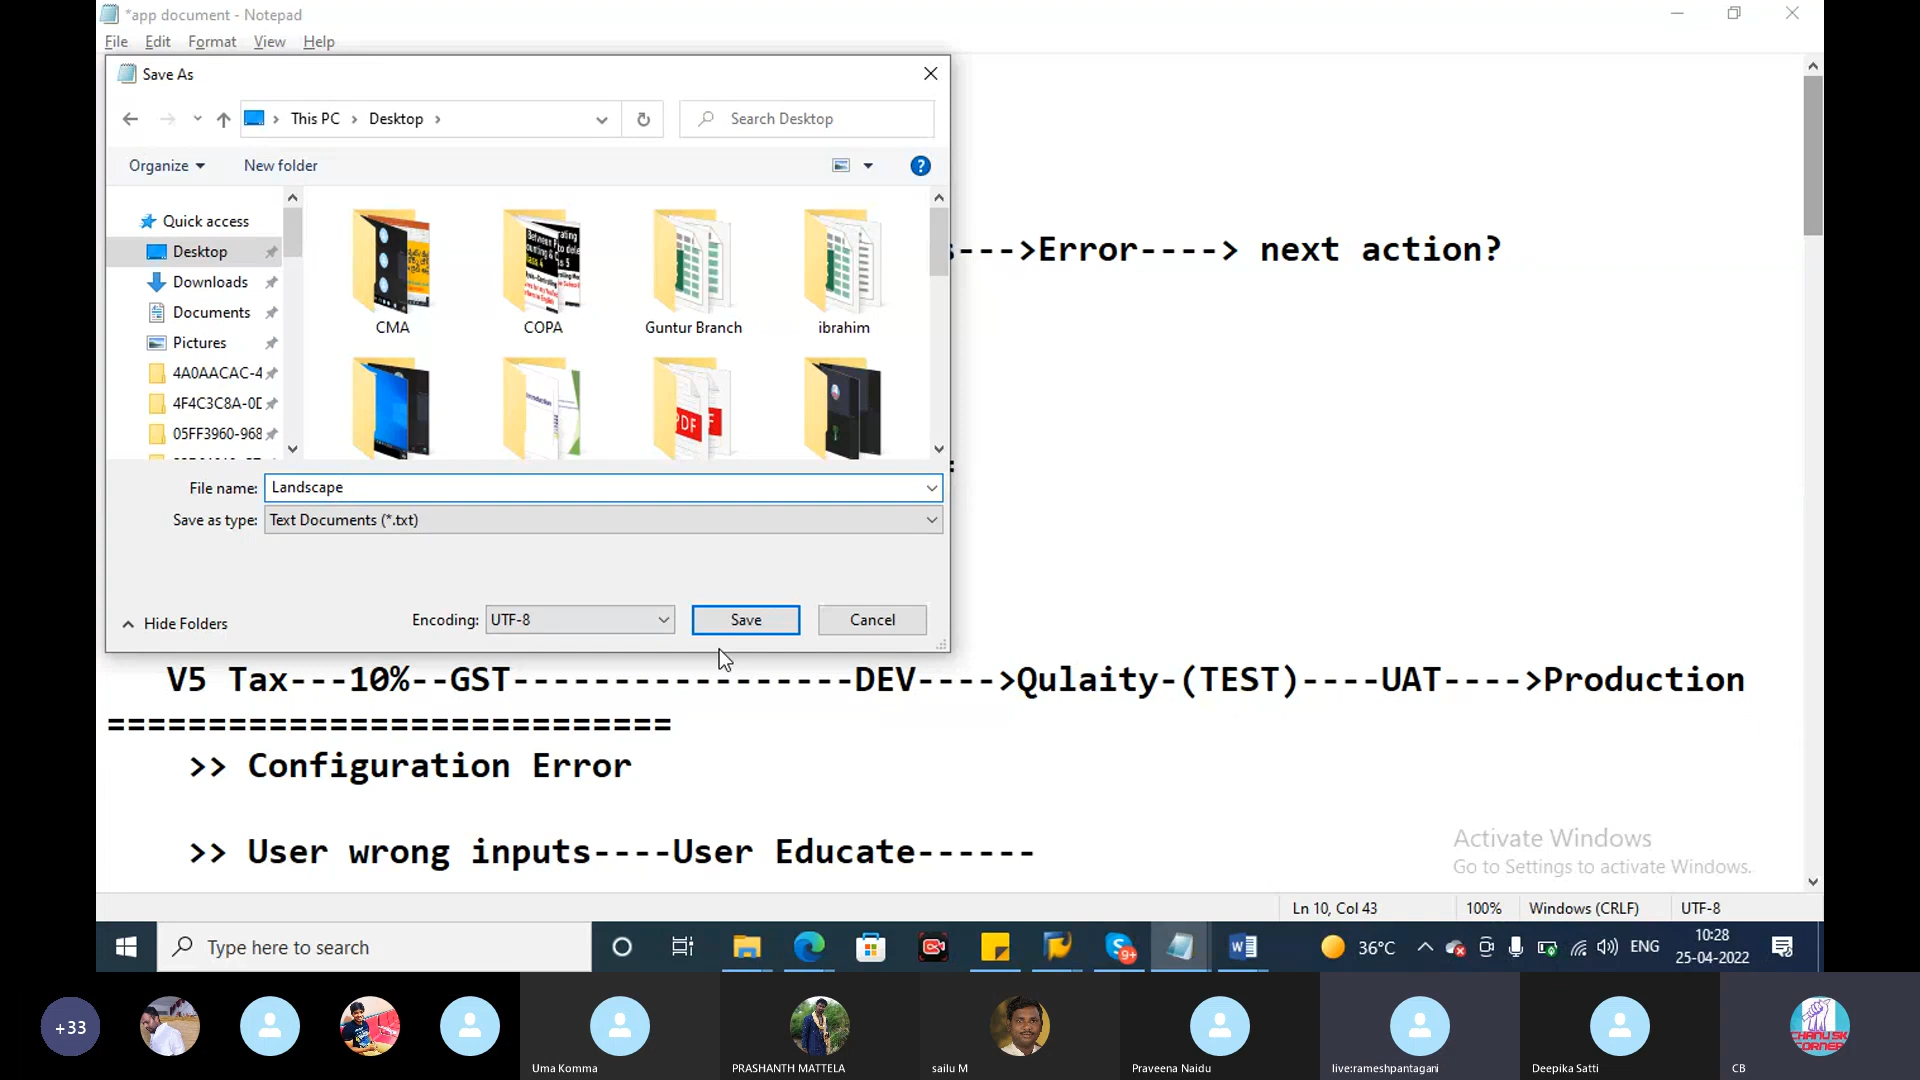 *app document - Notepad
File Edit Format View Help
Save As
This PC > Desktop >
Search Desktop
Organize
New folder
Quick access
Desktop
Downloads
Documents
Pictures
4A0AACAC-4
4F4C3C8A-0D
05FF3960-968
CMA
COPA
Guntur Branch
ibrahim
--->Error----> next action?
File name: Landscape
Save as type: Text Documents (*.txt)
Hide Folders
Encoding: UTF-8
Save
Cancel
V5 Tax---10%--GST-----------------DEV---->Qulaity-(TEST)----UAT---->Production
============================
>> Configuration Error
>> User wrong inputs----User Educate------
Activate Windows
Go to Settings to activate Windows.
Ln 10, Col 43
100%
Windows (CRLF)
UTF-8
Type here to search
36°C
ENG
10:28
25-04-2022
+33
Uma Komma
PRASHANTH MATTELA
sailu M
Praveena Naidu
live:rameshpantagani
Deepika Satti
CB
CHANU SK
CORNER